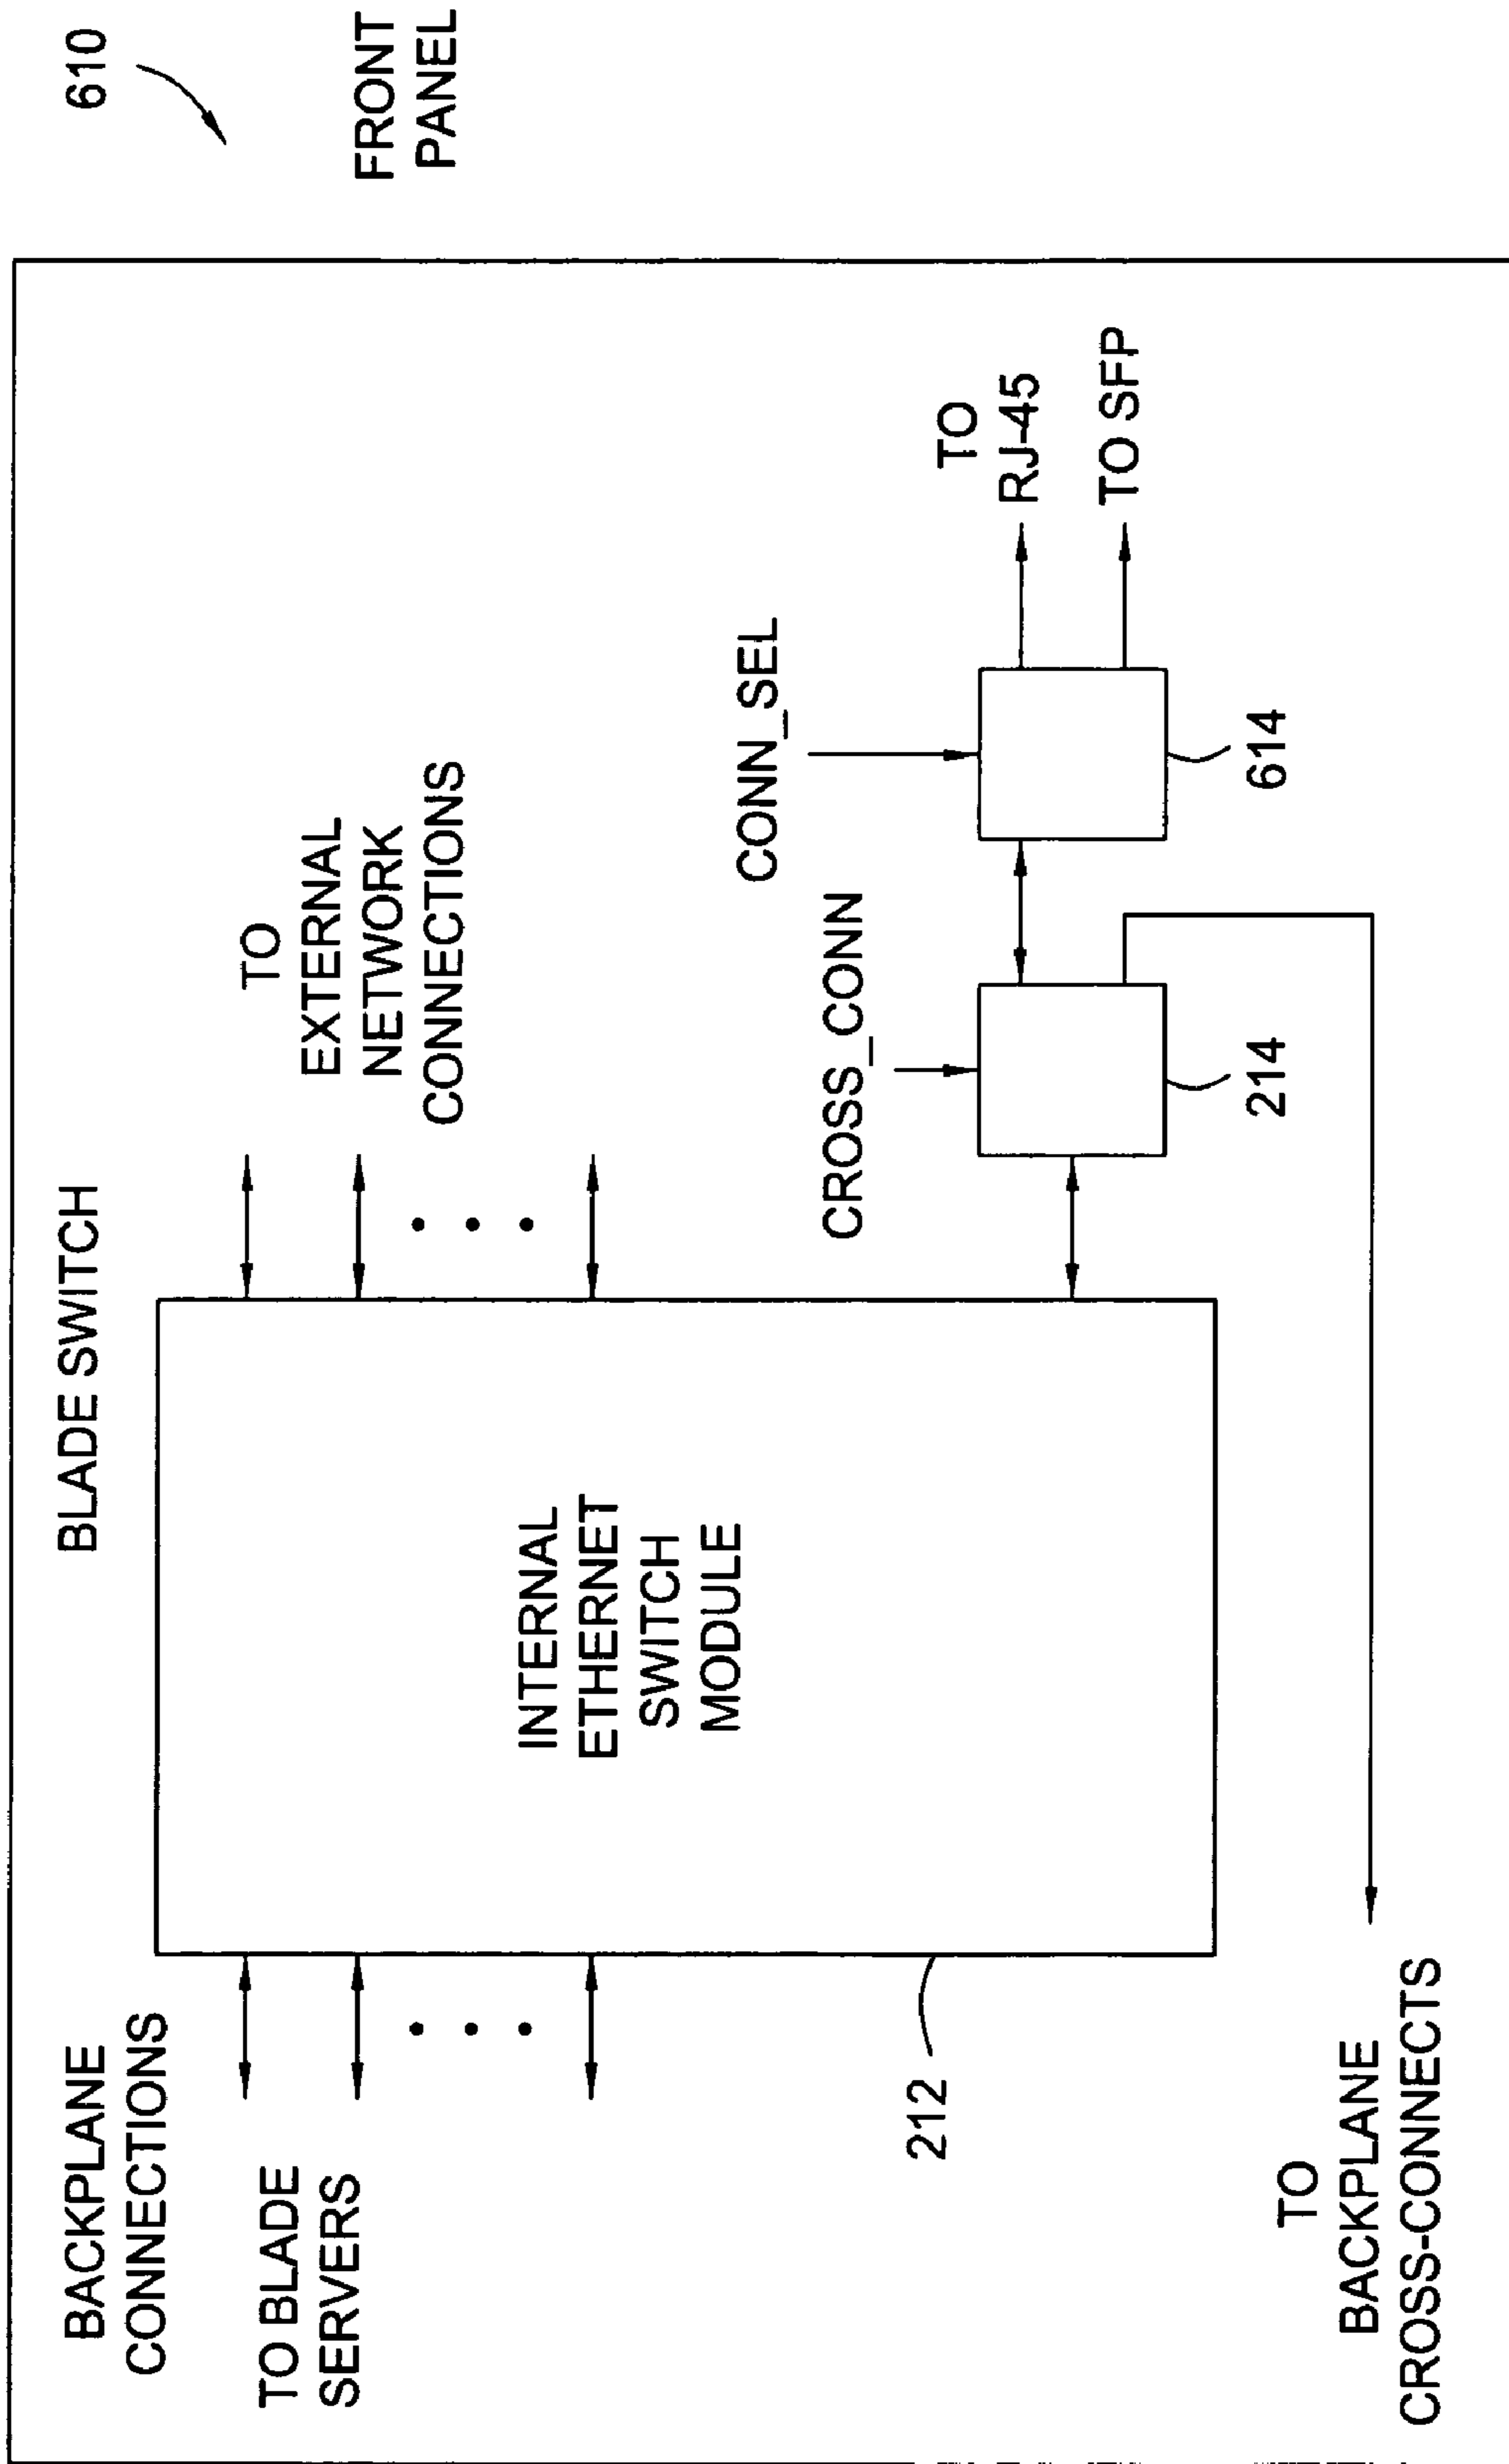 610
FRONT
PANEL
BLADE SWITCH
BACKPLANE
CONNECTIONS
TO BLADE
SERVERS
INTERNAL
ETHERNET
SWITCH
MODULE
212
TO
EXTERNAL
NETWORK
CONNECTIONS
CROSS_CONN
CONN_SEL
TO
RJ-45
TO SFP
214
614
TO
BACKPLANE
CROSS-CONNECTS